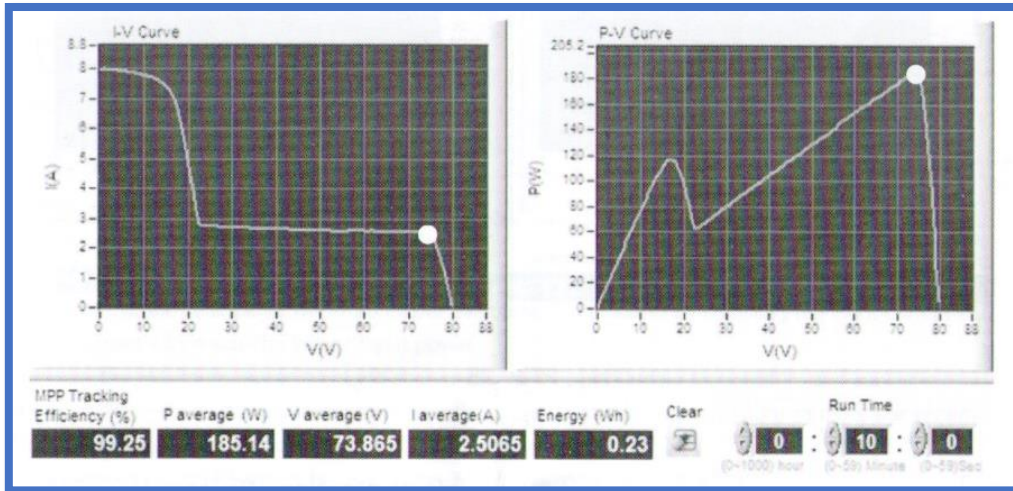 I-V Curve
8.8
8
7
6
5
4
3
2
1
0
I(A)
0 10 20 30 40 50 60 70 80 88
V(V)
P-V Curve
205.2
180
160
140
120
100
80
60
40
20
0
P(W)
0 10 20 30 40 50 60 70 80 88
V(V)
MPP Tracking
Efficiency (%) P average (W) V average (V) I average(A) Energy (Wh) Clear Run Time
99.25 185.14 73.865 2.5065 0.23 0 : 10 : 0
(0~1000) hour (0~59) Minute (0~59)Sec